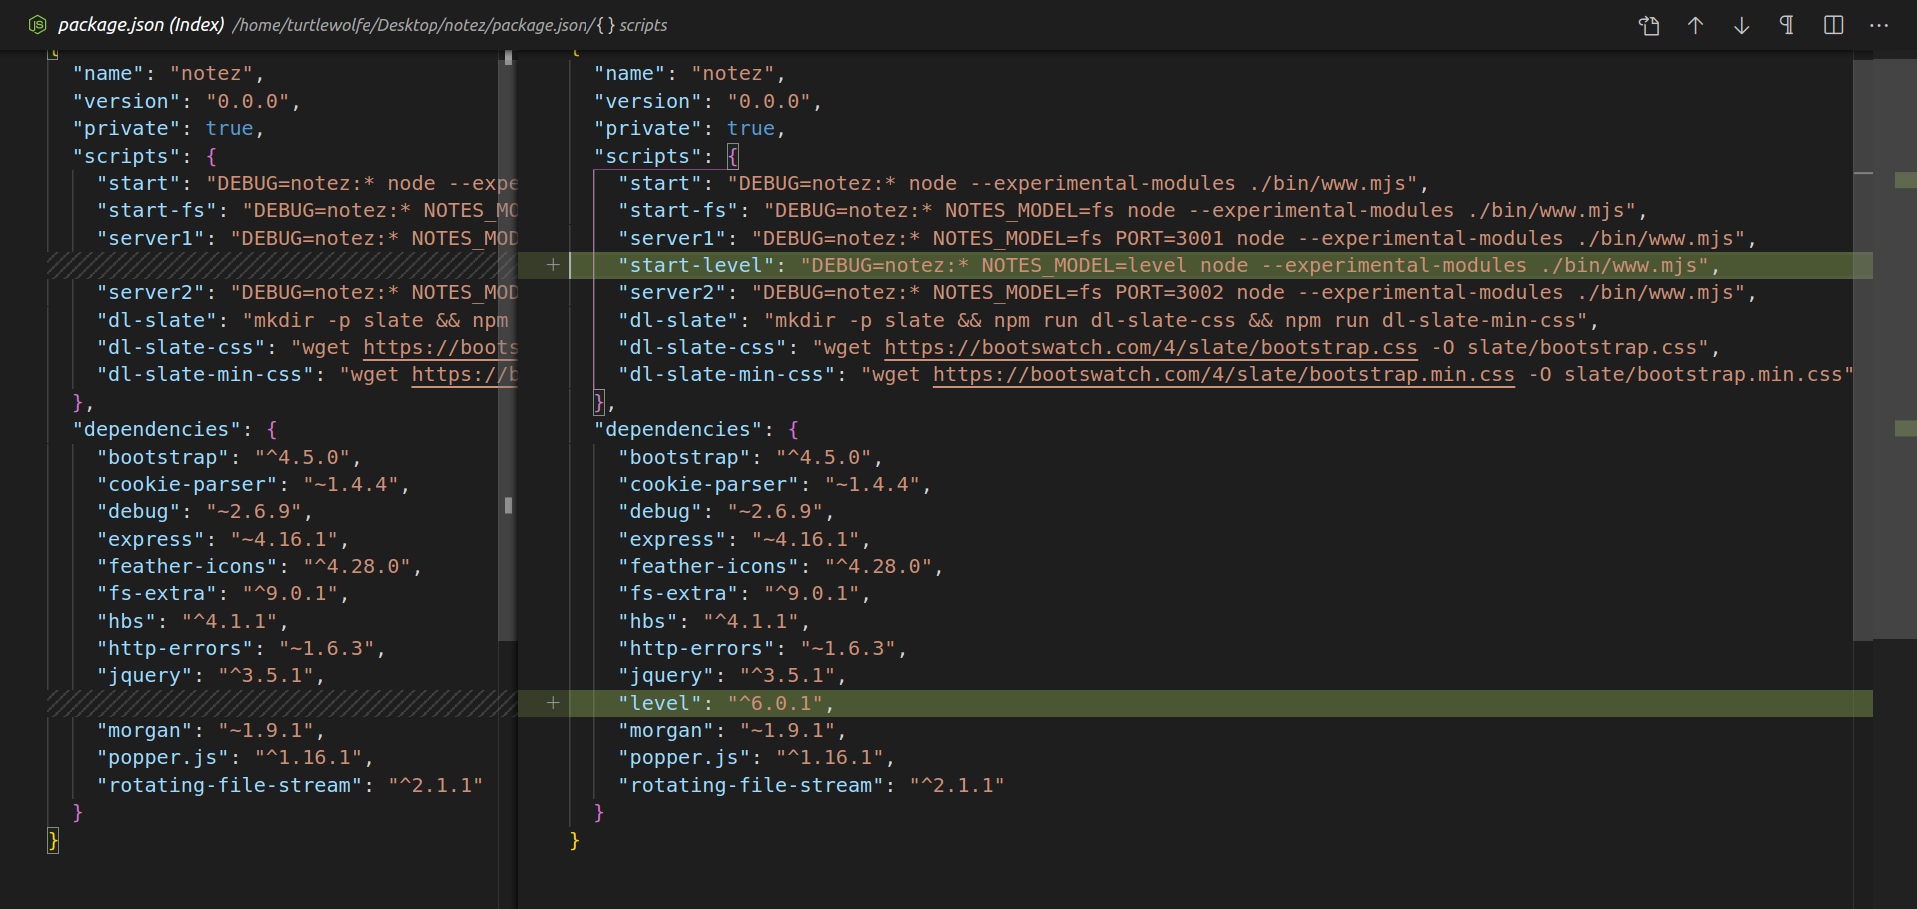 package.json (Index) /home/turtlewolfe/Desktop/notez/package.json/{ } scripts
{
"name": "notez",
"version": "0.0.0",
"private": true,
"scripts": {
"start": "DEBUG=notez:* node --expe
"start-fs": "DEBUG=notez:* NOTES_MO
"server1": "DEBUG=notez:* NOTES_MOD
"server2": "DEBUG=notez:* NOTES_MOD
"dl-slate": "mkdir -p slate && npm
"dl-slate-css": "wget https://boots
"dl-slate-min-css": "wget https://b
},
"dependencies": {
"bootstrap": "^4.5.0",
"cookie-parser": "~1.4.4",
"debug": "~2.6.9",
"express": "~4.16.1",
"feather-icons": "^4.28.0",
"fs-extra": "^9.0.1",
"hbs": "^4.1.1",
"http-errors": "~1.6.3",
"jquery": "^3.5.1",
"morgan": "~1.9.1",
"popper.js": "^1.16.1",
"rotating-file-stream": "^2.1.1"
}
}
{
"name": "notez",
"version": "0.0.0",
"private": true,
"scripts": {
"start": "DEBUG=notez:* node --experimental-modules ./bin/www.mjs",
"start-fs": "DEBUG=notez:* NOTES_MODEL=fs node --experimental-modules ./bin/www.mjs",
"server1": "DEBUG=notez:* NOTES_MODEL=fs PORT=3001 node --experimental-modules ./bin/www.mjs",
+ "start-level": "DEBUG=notez:* NOTES_MODEL=level node --experimental-modules ./bin/www.mjs",
"server2": "DEBUG=notez:* NOTES_MODEL=fs PORT=3002 node --experimental-modules ./bin/www.mjs",
"dl-slate": "mkdir -p slate && npm run dl-slate-css && npm run dl-slate-min-css",
"dl-slate-css": "wget https://bootswatch.com/4/slate/bootstrap.css -O slate/bootstrap.css",
"dl-slate-min-css": "wget https://bootswatch.com/4/slate/bootstrap.min.css -O slate/bootstrap.min.css"
},
"dependencies": {
"bootstrap": "^4.5.0",
"cookie-parser": "~1.4.4",
"debug": "~2.6.9",
"express": "~4.16.1",
"feather-icons": "^4.28.0",
"fs-extra": "^9.0.1",
"hbs": "^4.1.1",
"http-errors": "~1.6.3",
"jquery": "^3.5.1",
+ "level": "^6.0.1",
"morgan": "~1.9.1",
"popper.js": "^1.16.1",
"rotating-file-stream": "^2.1.1"
}
}